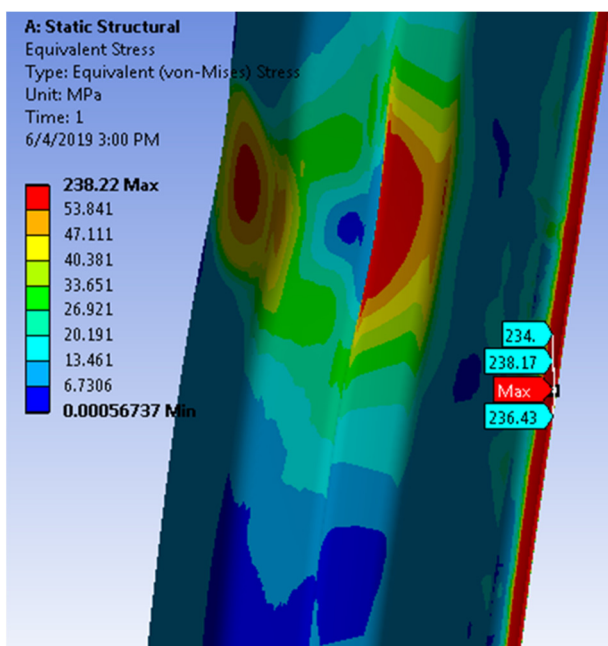 A: Static Structural
Equivalent Stress
Type: Equivalent (von-Mises) Stress
Unit: MPa
Time: 1
6/4/2019 3:00 PM
238.22 Max
53.841
47.111
40.381
33.651
26.921
20.191
13.461
6.7306
0.00056737 Min
234.
238.17
Max
236.43